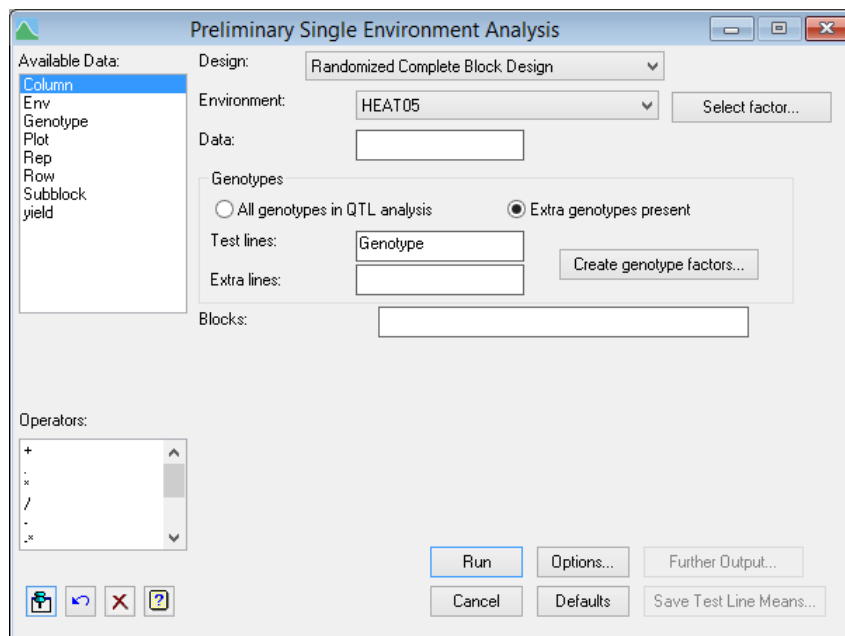 Preliminary Single Environment Analysis
Available Data:
Column
Env
Genotype
Plot
Rep
Row
Subblock
yield
Design:
Randomized Complete Block Design
Environment:
HEAT05
Select factor...
Data:
Genotypes
All genotypes in QTL analysis
Extra genotypes present
Test lines:
Genotype
Create genotype factors...
Extra lines:
Blocks:
Operators:
+
.
*
/
-
-*
Run
Options...
Further Output...
Cancel
Defaults
Save Test Line Means...
?